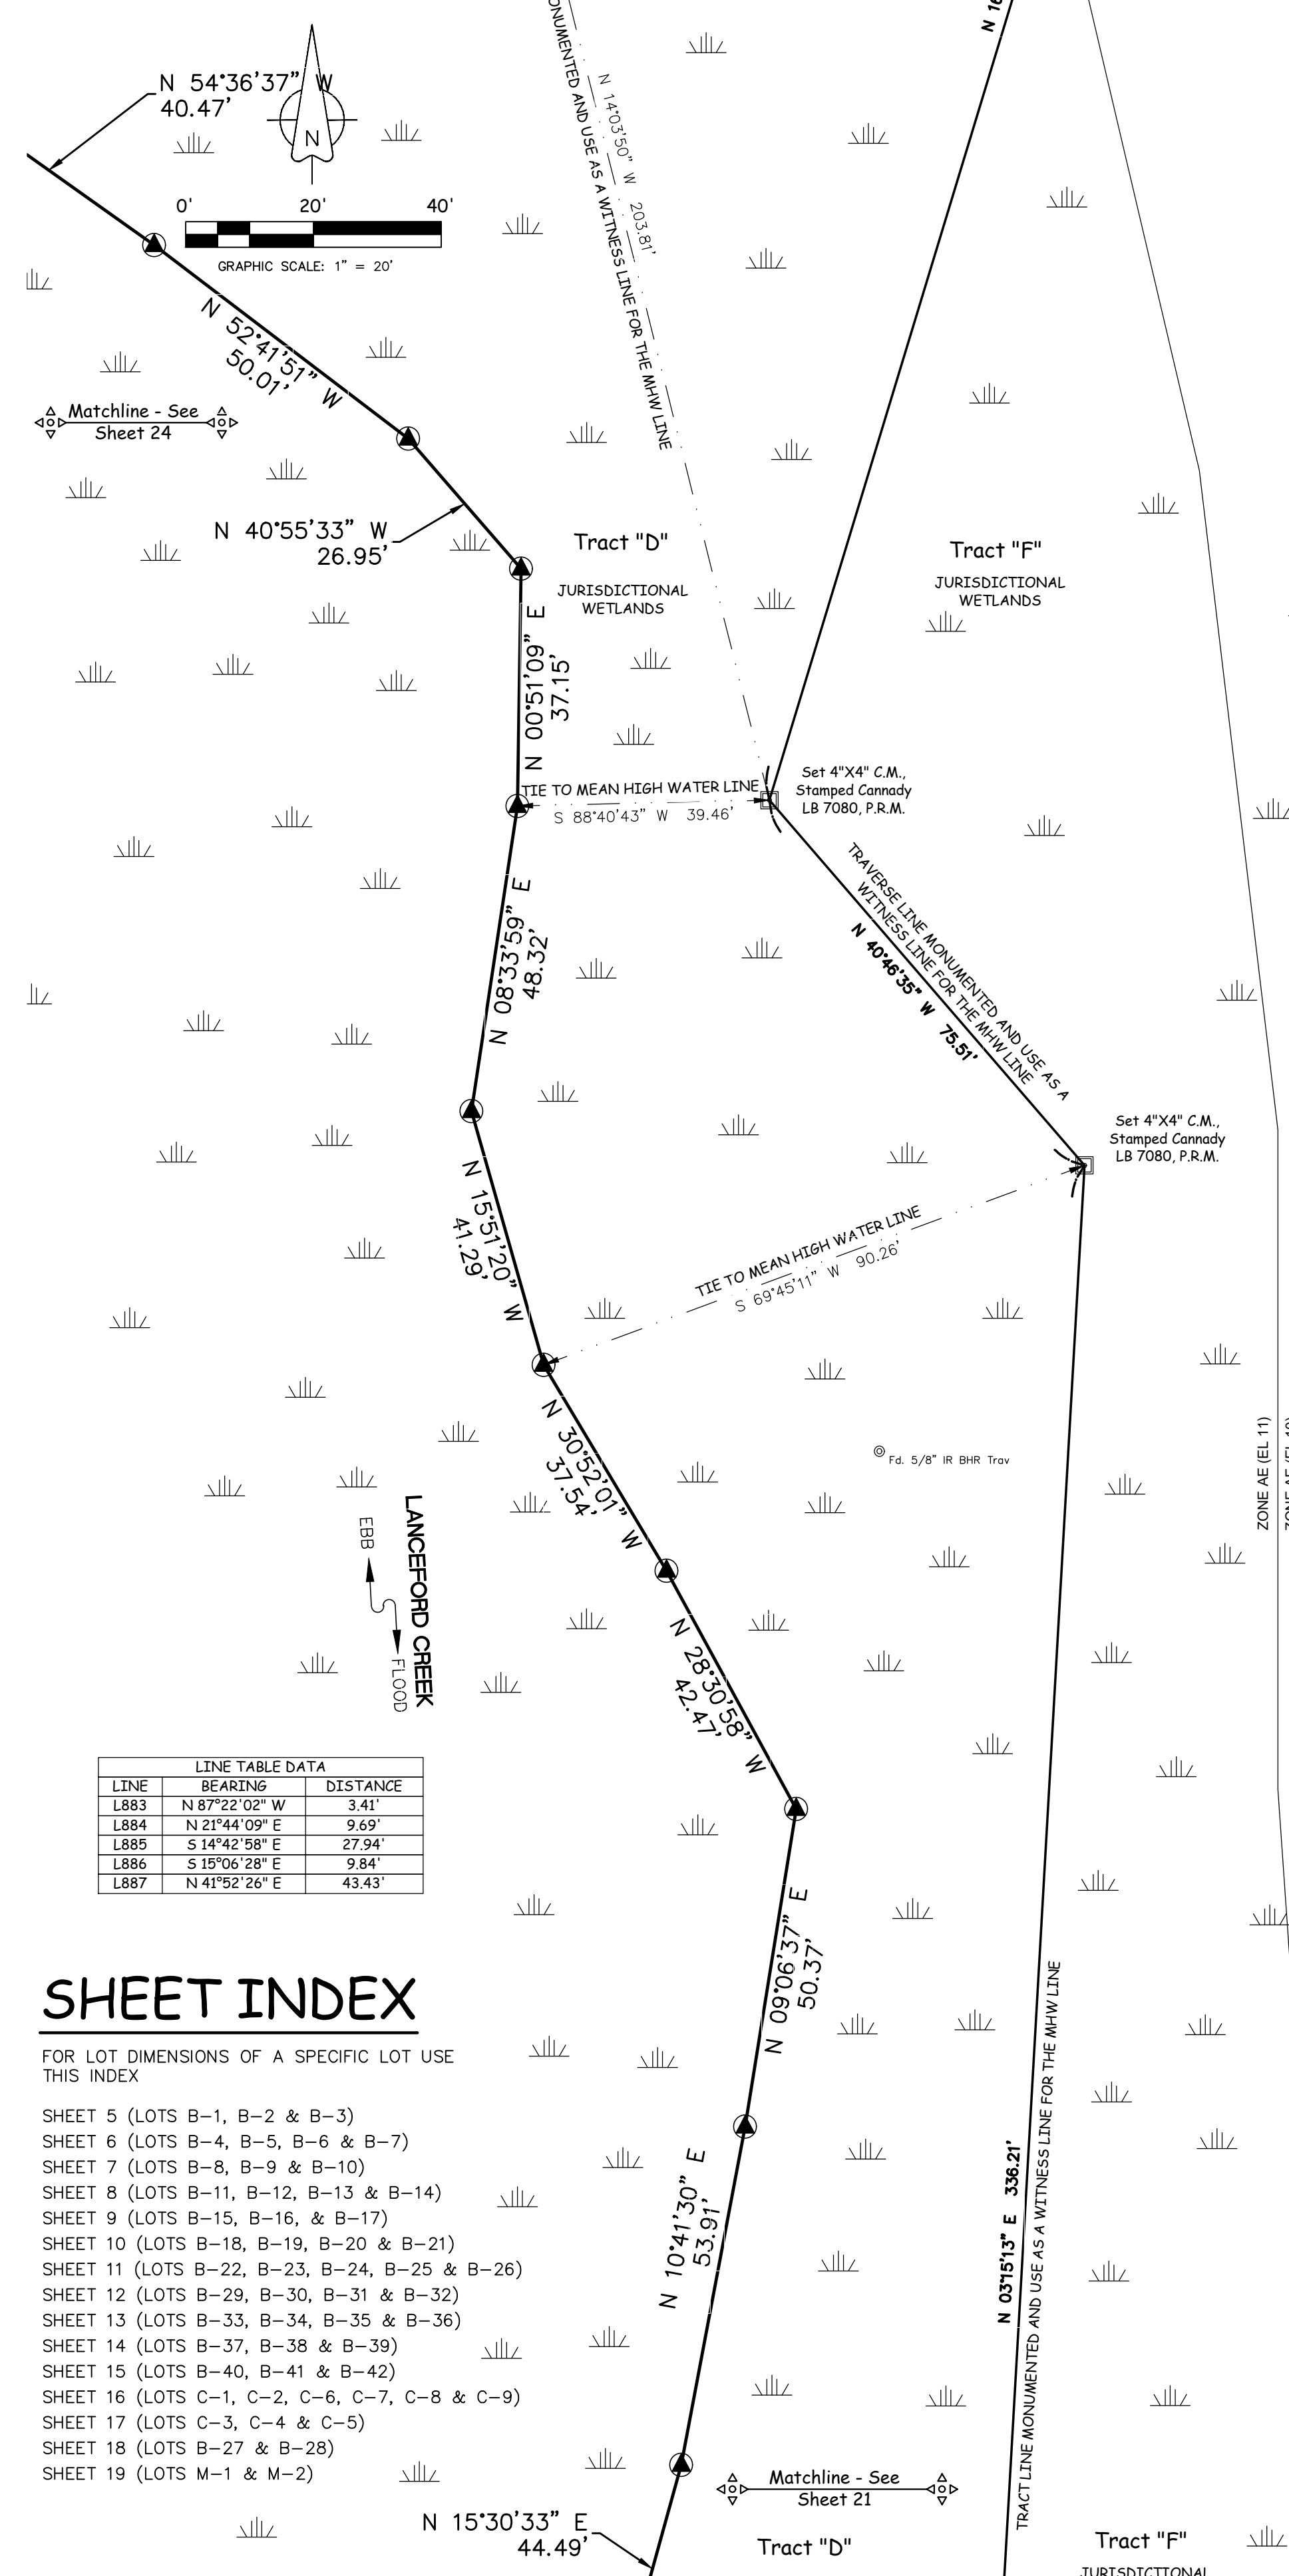 N 16
N 54°36'37" W
40.47'
N
0' 20' 40'
GRAPHIC SCALE: 1" = 20'
ONUMENTED AND USE AS A WITNESS LINE FOR THE MHW LINE
N 14°03'50" W 203.81'
N 52°41'51" W
50.01'
Matchline - See
Sheet 24
N 40°55'33" W
26.95'
Tract "D"
JURISDICTIONAL
WETLANDS
Tract "F"
JURISDICTIONAL
WETLANDS
N 00°51'09" E
37.15'
TIE TO MEAN HIGH WATER LINE
S 88°40'43" W 39.46'
Set 4"X4" C.M.,
Stamped Cannady
LB 7080, P.R.M.
TRAVERSE LINE MONUMENTED AND USE AS A
WITNESS LINE FOR THE MHW LINE
N 40°46'35" W 75.51'
N 08°33'59" E
48.32'
Set 4"X4" C.M.,
Stamped Cannady
LB 7080, P.R.M.
N 15°51'20" W
41.29'
TIE TO MEAN HIGH WATER LINE
S 69°45'11" W 90.26'
N 30°52'01" W
37.54'
Fd. 5/8" IR BHR Trav
ZONE AE (EL 11)
LANCEFORD CREEK
EBB
FLOOD
N 28°30'58" W
42.47'
LINE TABLE DATA
LINE BEARING DISTANCE
L883 N 87°22'02" W 3.41'
L884 N 21°44'09" E 9.69'
L885 S 14°42'58" E 27.94'
L886 S 15°06'28" E 9.84'
L887 N 41°52'26" E 43.43'
N 09°06'37" E
50.37'
SHEET INDEX
FOR LOT DIMENSIONS OF A SPECIFIC LOT USE
THIS INDEX
SHEET 5 (LOTS B-1, B-2 & B-3)
SHEET 6 (LOTS B-4, B-5, B-6 & B-7)
SHEET 7 (LOTS B-8, B-9 & B-10)
SHEET 8 (LOTS B-11, B-12, B-13 & B-14)
SHEET 9 (LOTS B-15, B-16, & B-17)
SHEET 10 (LOTS B-18, B-19, B-20 & B-21)
SHEET 11 (LOTS B-22, B-23, B-24, B-25 & B-26)
SHEET 12 (LOTS B-29, B-30, B-31 & B-32)
SHEET 13 (LOTS B-33, B-34, B-35 & B-36)
SHEET 14 (LOTS B-37, B-38 & B-39)
SHEET 15 (LOTS B-40, B-41 & B-42)
SHEET 16 (LOTS C-1, C-2, C-6, C-7, C-8 & C-9)
SHEET 17 (LOTS C-3, C-4 & C-5)
SHEET 18 (LOTS B-27 & B-28)
SHEET 19 (LOTS M-1 & M-2)
N 10°41'30" E
53.91'
N 03°15'13" E 336.21'
TRACT LINE MONUMENTED AND USE AS A WITNESS LINE FOR THE MHW LINE
Matchline - See
Sheet 21
N 15°30'33" E
44.49'
Tract "D"
Tract "F"
JURISDICTIONAL